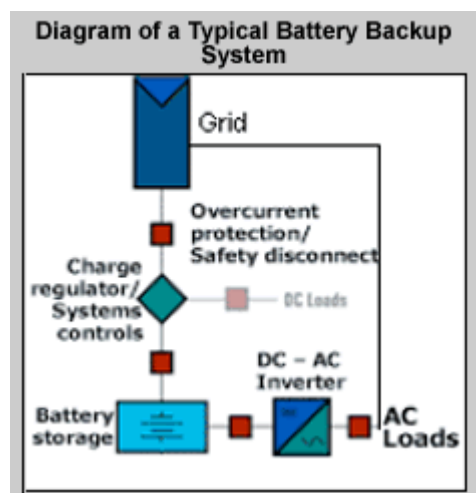 Diagram of a Typical Battery Backup
System
Grid
Overcurrent
protection/
Safety disconnect
Charge
regulator/
Systems
controls
DC Loads
DC – AC
Inverter
Battery
storage
AC
Loads